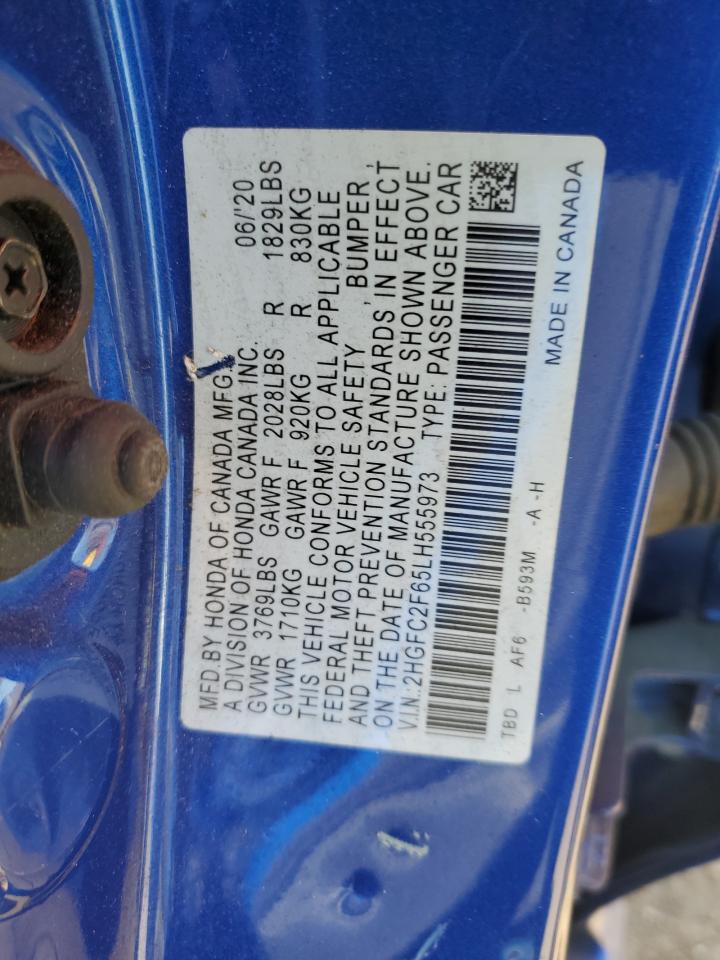 MFD.BY HONDA OF CANADA MFG., 06/'20
A DIVISION OF HONDA CANADA INC.
GVWR 3769LBS GAWR F 2028LBS R 1829LBS
GVWR 1710KG GAWR F 920KG R 830KG
THIS VEHICLE CONFORMS TO ALL APPLICABLE
FEDERAL MOTOR VEHICLE SAFETY, BUMPER,
AND THEFT PREVENTION STANDARDS IN EFFECT
ON THE DATE OF MANUFACTURE SHOWN ABOVE.
V.I.N.:2HGFC2F65LH555973 TYPE: PASSENGER CAR
TBD L AF6 -B593M -A -H
MADE IN CANADA